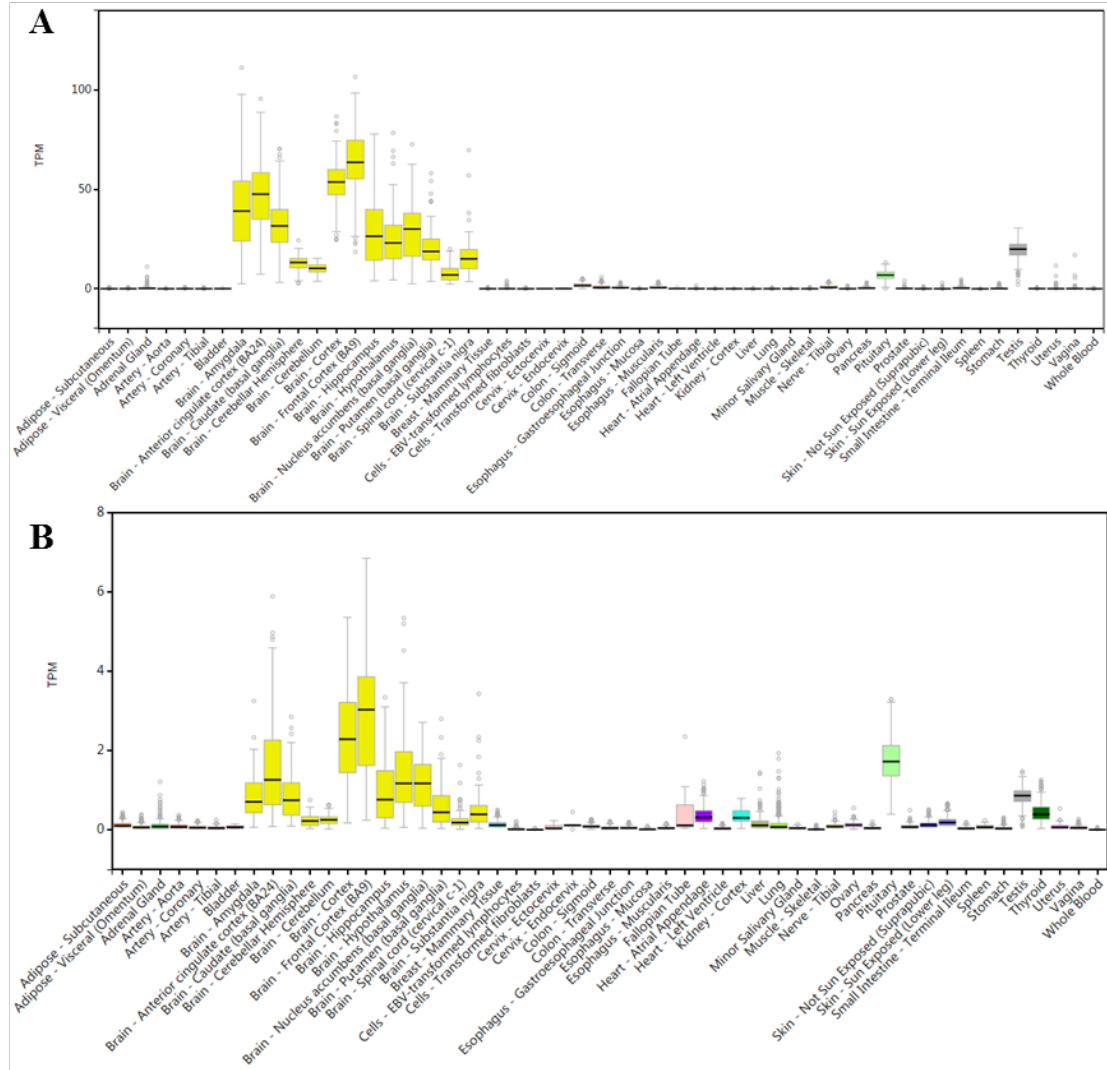 A
100
TPM
50
0
Adipose - Subcutaneous
Adipose - Visceral (Omentum)
Adrenal Gland
Artery - Aorta
Artery - Coronary
Artery - Tibial
Bladder
Brain - Amygdala
Brain - Anterior cingulate cortex (BA24)
Brain - Caudate (basal ganglia)
Brain - Cerebellar Hemisphere
Brain - Cerebellum
Brain - Cortex
Brain - Frontal Cortex (BA9)
Brain - Hippocampus
Brain - Hypothalamus
Brain - Nucleus accumbens (basal ganglia)
Brain - Putamen (basal ganglia)
Brain - Spinal cord (cervical c-1)
Brain - Substantia nigra
Breast - Mammary Tissue
Cells - EBV-transformed lymphocytes
Cells - Transformed fibroblasts
Cervix - Ectocervix
Cervix - Endocervix
Colon - Sigmoid
Colon - Transverse
Esophagus - Gastroesophageal Junction
Esophagus - Mucosa
Esophagus - Muscularis
Fallopian Tube
Heart - Atrial Appendage
Heart - Left Ventricle
Kidney - Cortex
Liver
Lung
Minor Salivary Gland
Muscle - Skeletal
Nerve - Tibial
Ovary
Pancreas
Pituitary
Prostate
Skin - Not Sun Exposed (Suprapubic)
Skin - Sun Exposed (Lower leg)
Small Intestine - Terminal Ileum
Spleen
Stomach
Testis
Thyroid
Uterus
Vagina
Whole Blood
B
8
6
4
TPM
2
0
Adipose - Subcutaneous
Adipose - Visceral (Omentum)
Adrenal Gland
Artery - Aorta
Artery - Coronary
Artery - Tibial
Bladder
Brain - Amygdala
Brain - Anterior cingulate cortex (BA24)
Brain - Caudate (basal ganglia)
Brain - Cerebellar Hemisphere
Brain - Cerebellum
Brain - Cortex
Brain - Frontal Cortex (BA9)
Brain - Hippocampus
Brain - Hypothalamus
Brain - Nucleus accumbens (basal ganglia)
Brain - Putamen (basal ganglia)
Brain - Spinal cord (cervical c-1)
Brain - Substantia nigra
Breast - Mammary Tissue
Cells - EBV-transformed lymphocytes
Cells - Transformed fibroblasts
Cervix - Ectocervix
Cervix - Endocervix
Colon - Sigmoid
Colon - Transverse
Esophagus - Gastroesophageal Junction
Esophagus - Mucosa
Esophagus - Muscularis
Fallopian Tube
Heart - Atrial Appendage
Heart - Left Ventricle
Kidney - Cortex
Liver
Lung
Minor Salivary Gland
Muscle - Skeletal
Nerve - Tibial
Ovary
Pancreas
Pituitary
Prostate
Skin - Not Sun Exposed (Suprapubic)
Skin - Sun Exposed (Lower leg)
Small Intestine - Terminal Ileum
Spleen
Stomach
Testis
Thyroid
Uterus
Vagina
Whole Blood